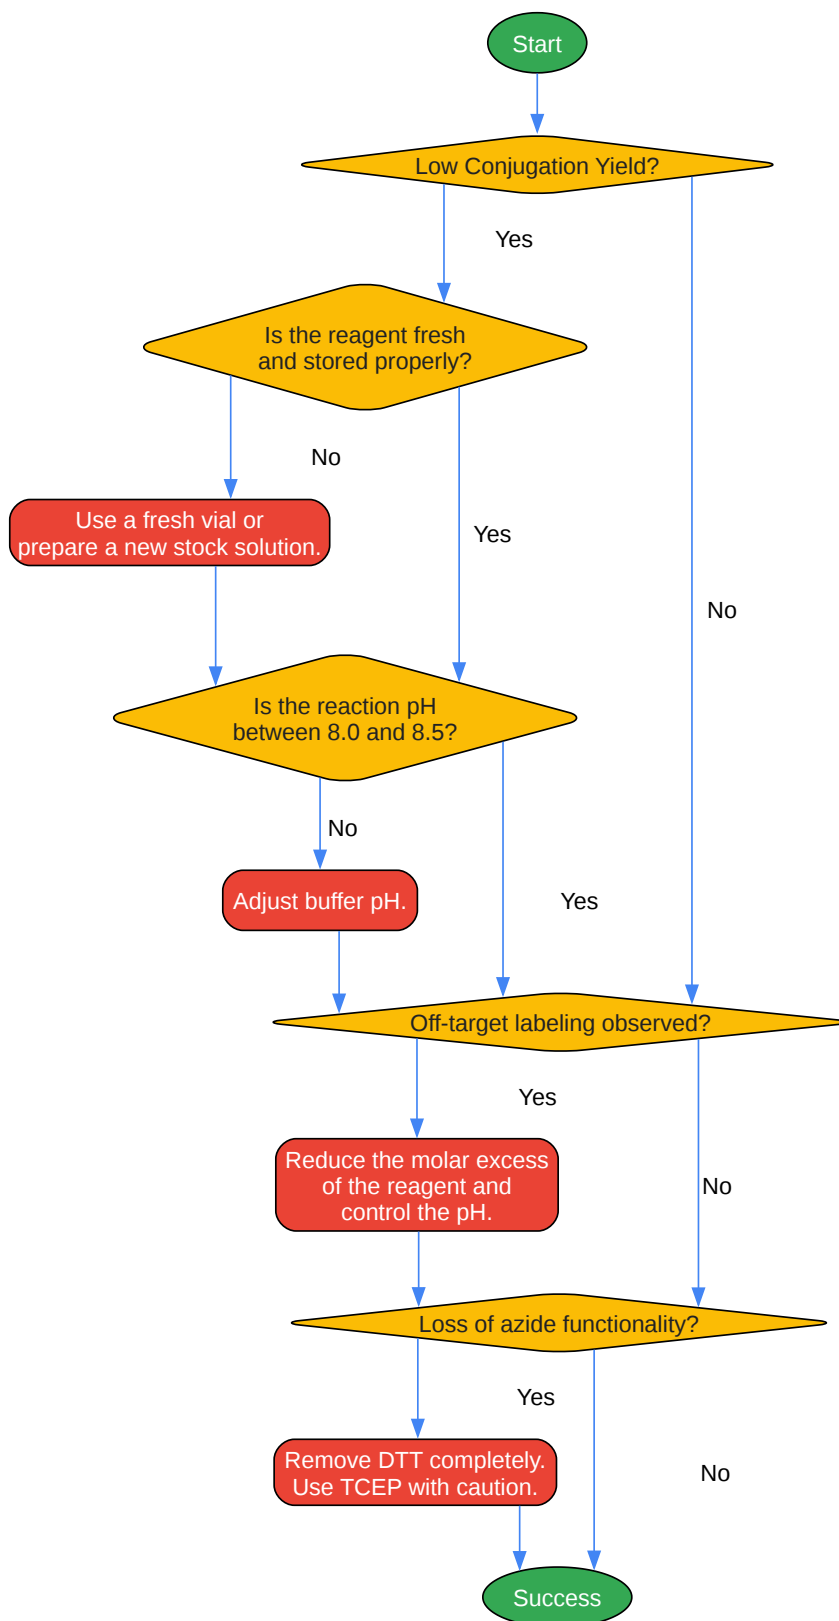 Start
Low Conjugation Yield?
Yes
Is the reagent fresh
and stored properly?
No
Use a fresh vial or
prepare a new stock solution.
Yes
No
Is the reaction pH
between 8.0 and 8.5?
No
Adjust buffer pH.
Yes
Off-target labeling observed?
Yes
Reduce the molar excess
of the reagent and
control the pH.
No
Loss of azide functionality?
Yes
Remove DTT completely.
Use TCEP with caution.
No
Success